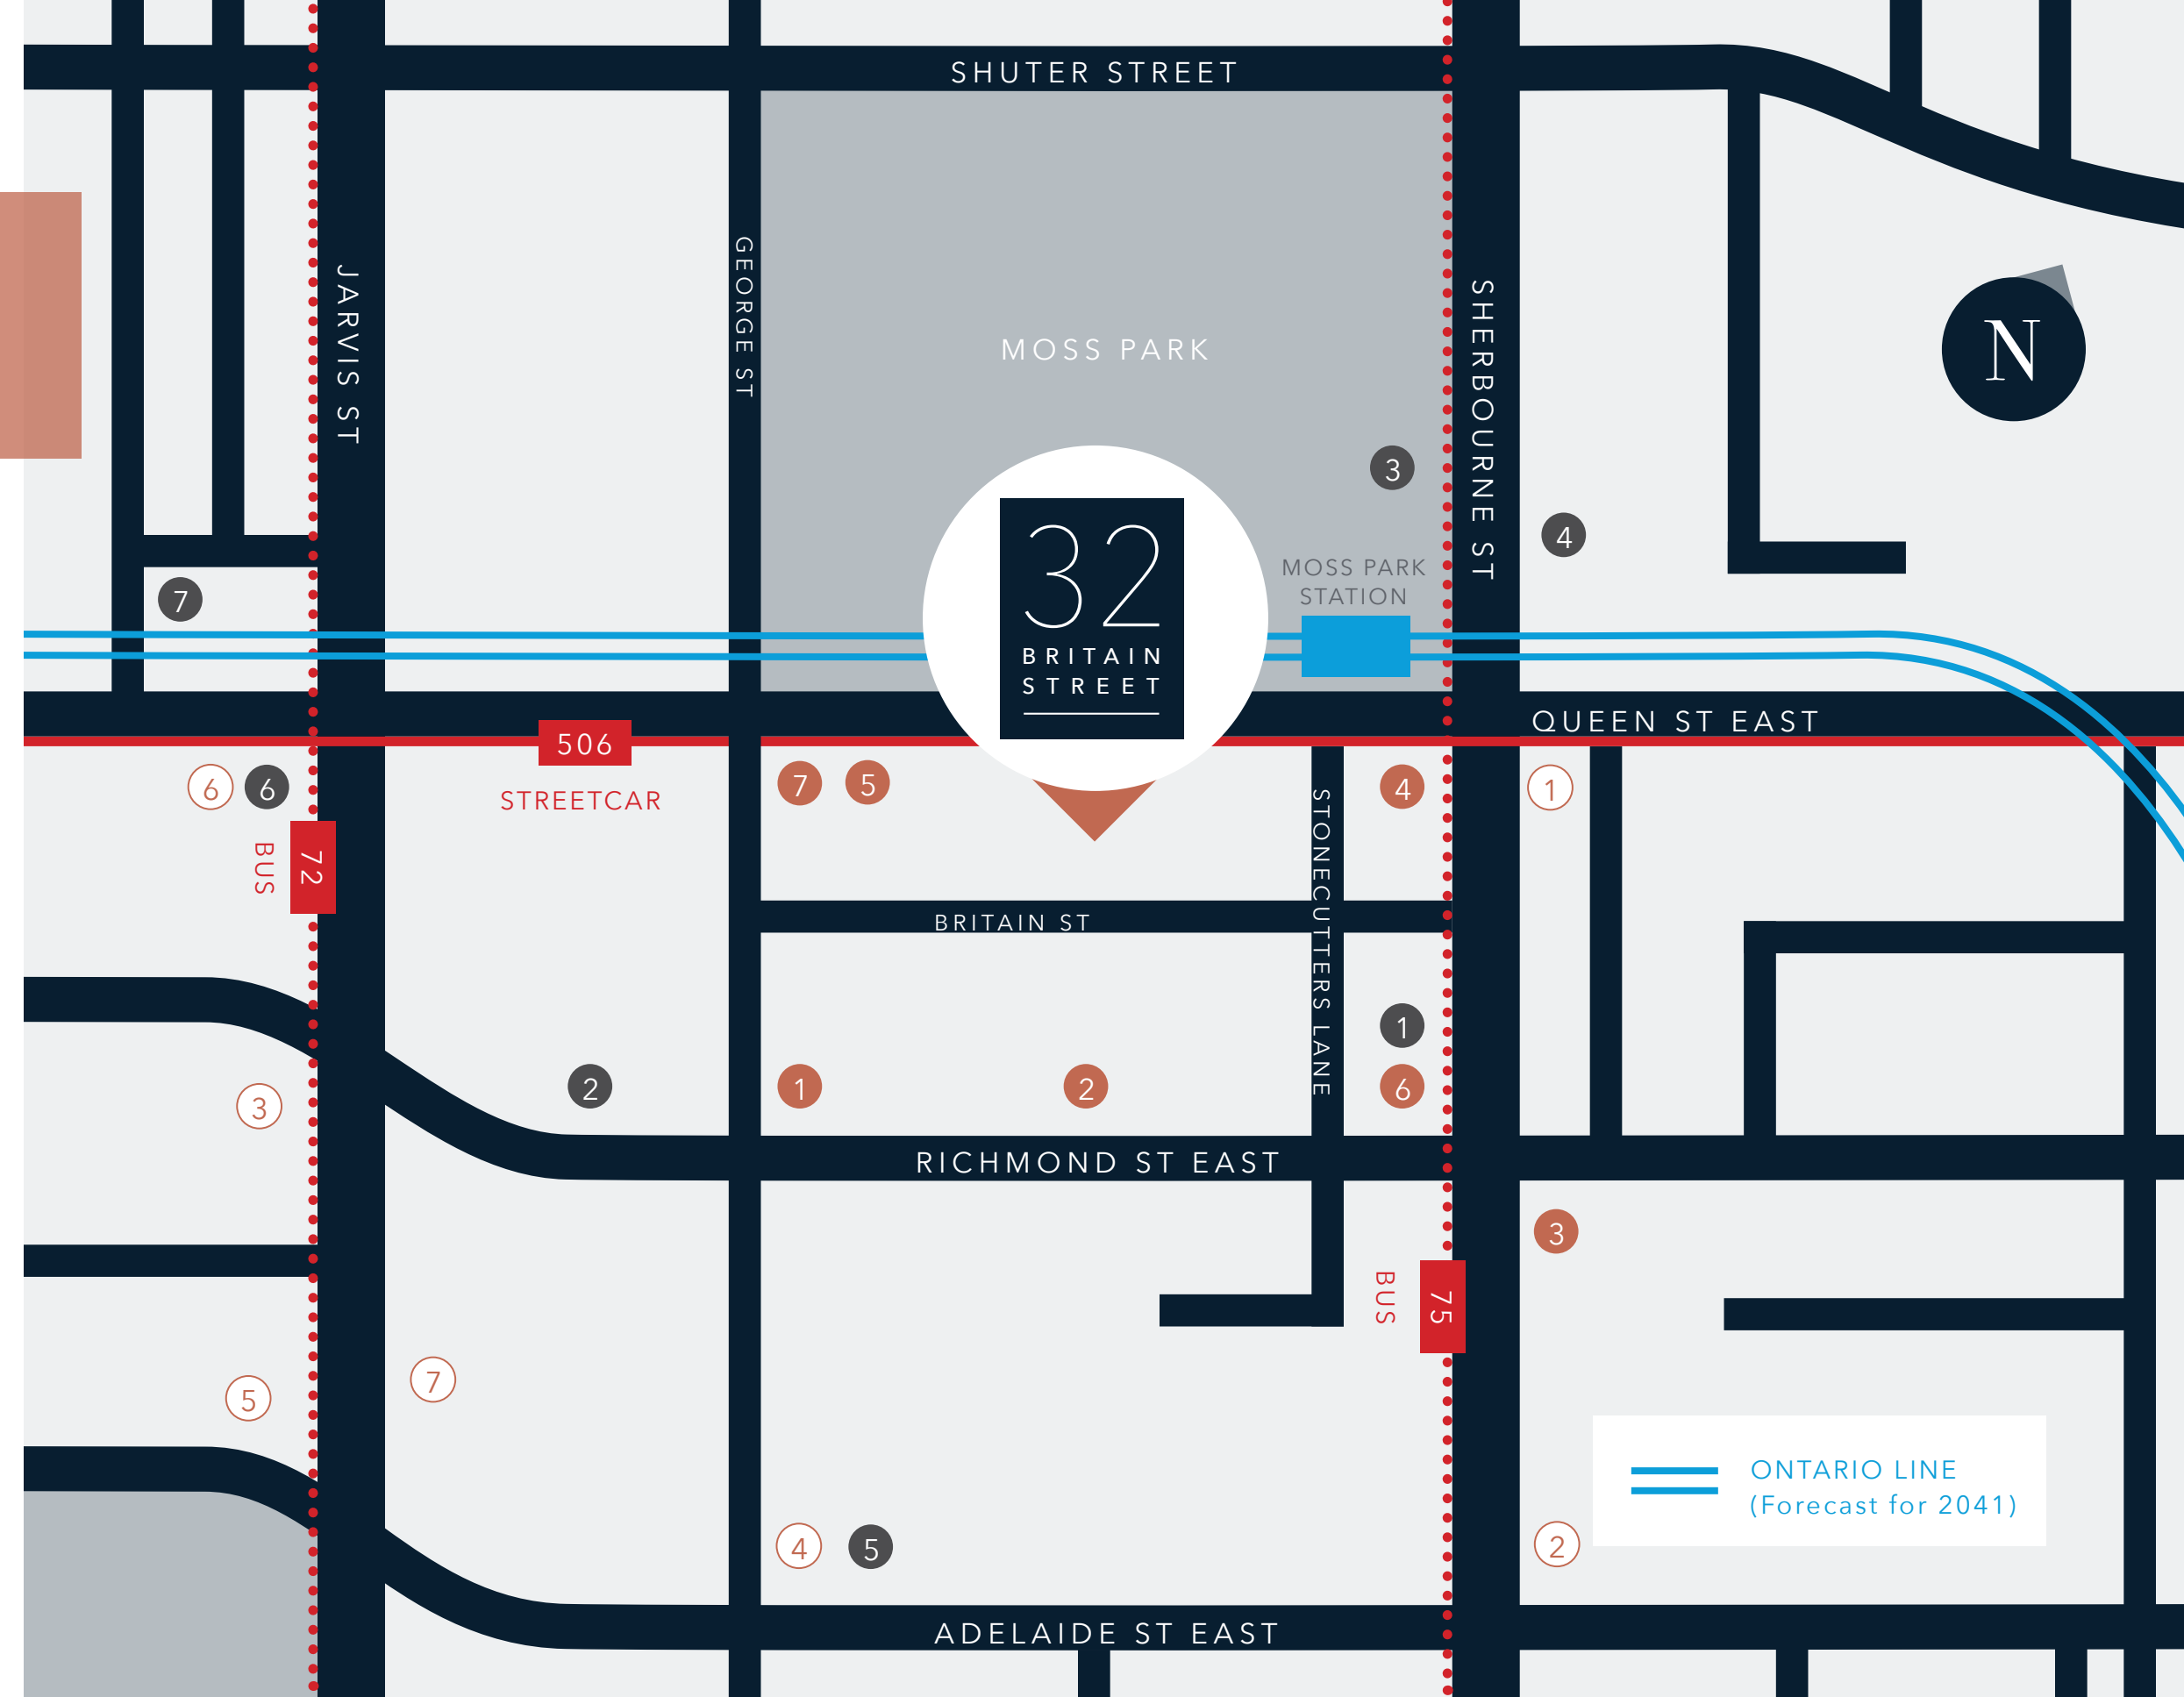 SHUTER STREET
JARVIS ST
GEORGE ST
MOSS PARK
SHERBOURNE ST
N
3
4
32
BRITAIN
STREET
MOSS PARK
STATION
7
QUEEN ST EAST
506
STREETCAR
6
6
7
5
4
1
BUS
72
STONECUTTERS LANE
BRITAIN ST
1
3
2
1
2
6
RICHMOND ST EAST
3
BUS
75
7
5
ONTARIO LINE
(Forecast for 2041)
4
5
2
ADELAIDE ST EAST